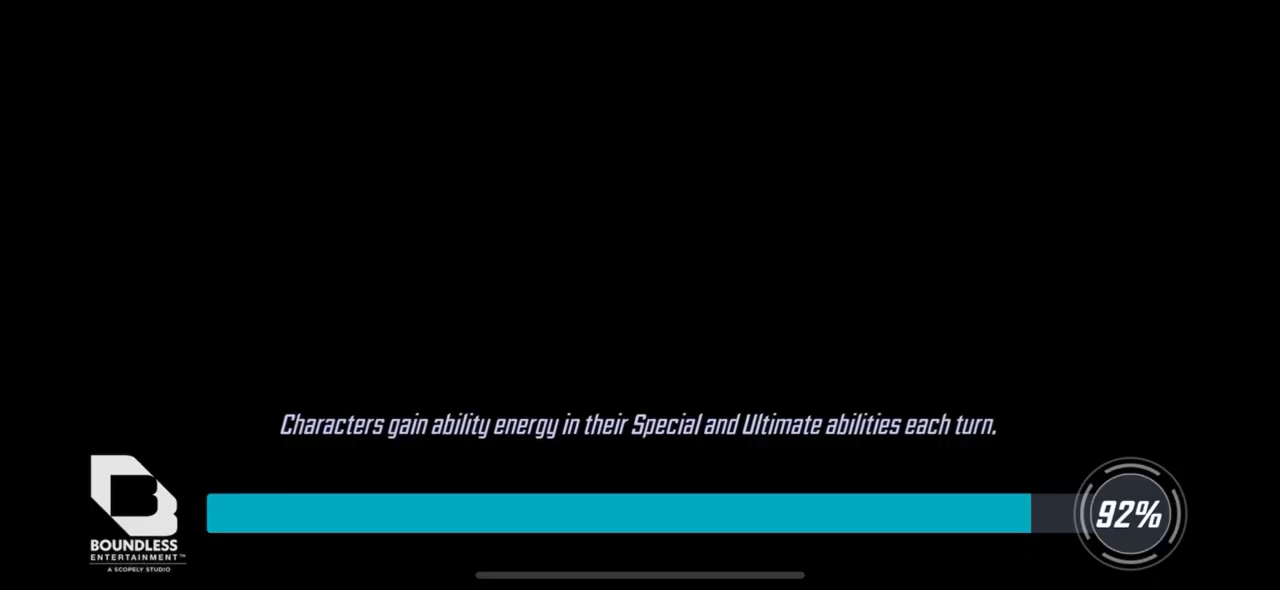 Characters gain ability energy in their Special and Ultimate abilities each turn.
92%
BOUNDLESS
ENTERTAINMENT™
A SCOPELY STUDIO